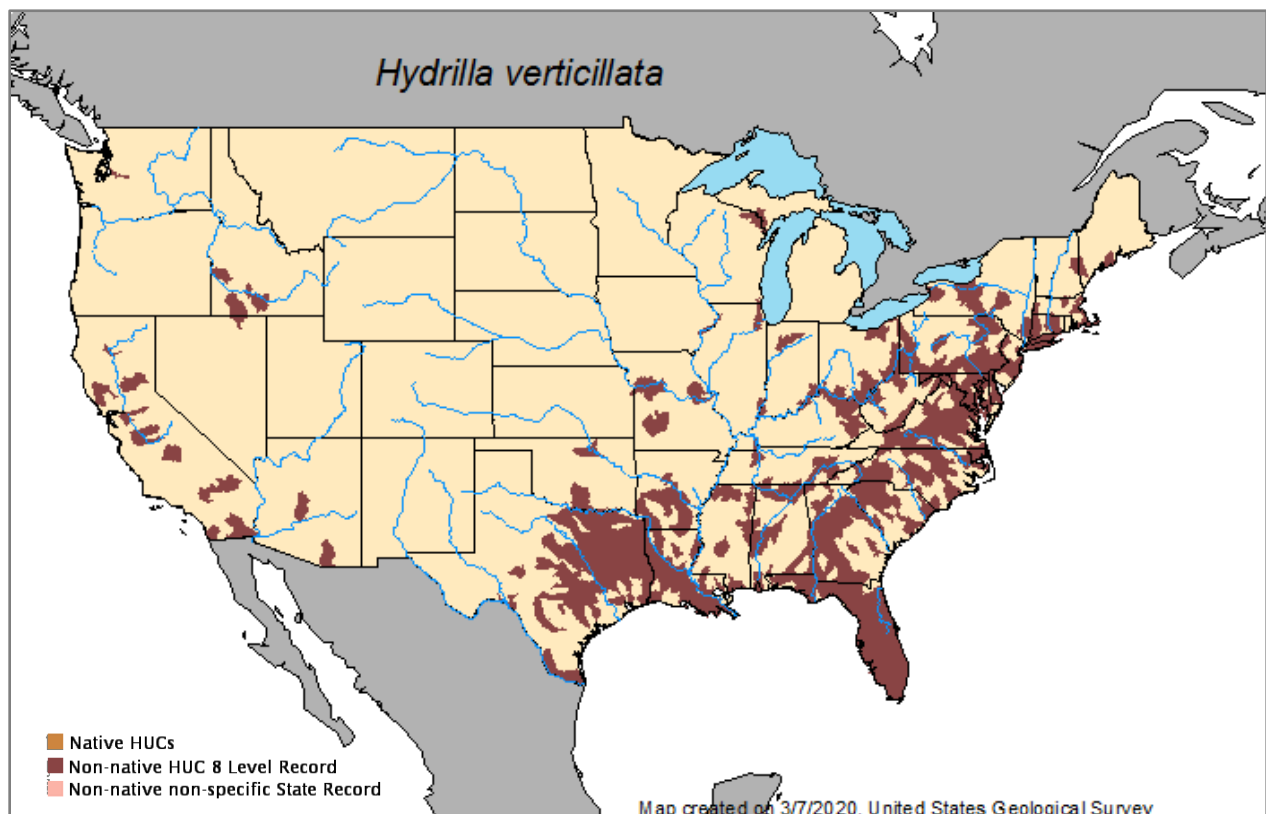 Hydrilla verticillata
Native HUCs
Non-native HUC 8 Level Record
Non-native non-specific State Record
Map created on 3/7/2020. United States Geological Survey